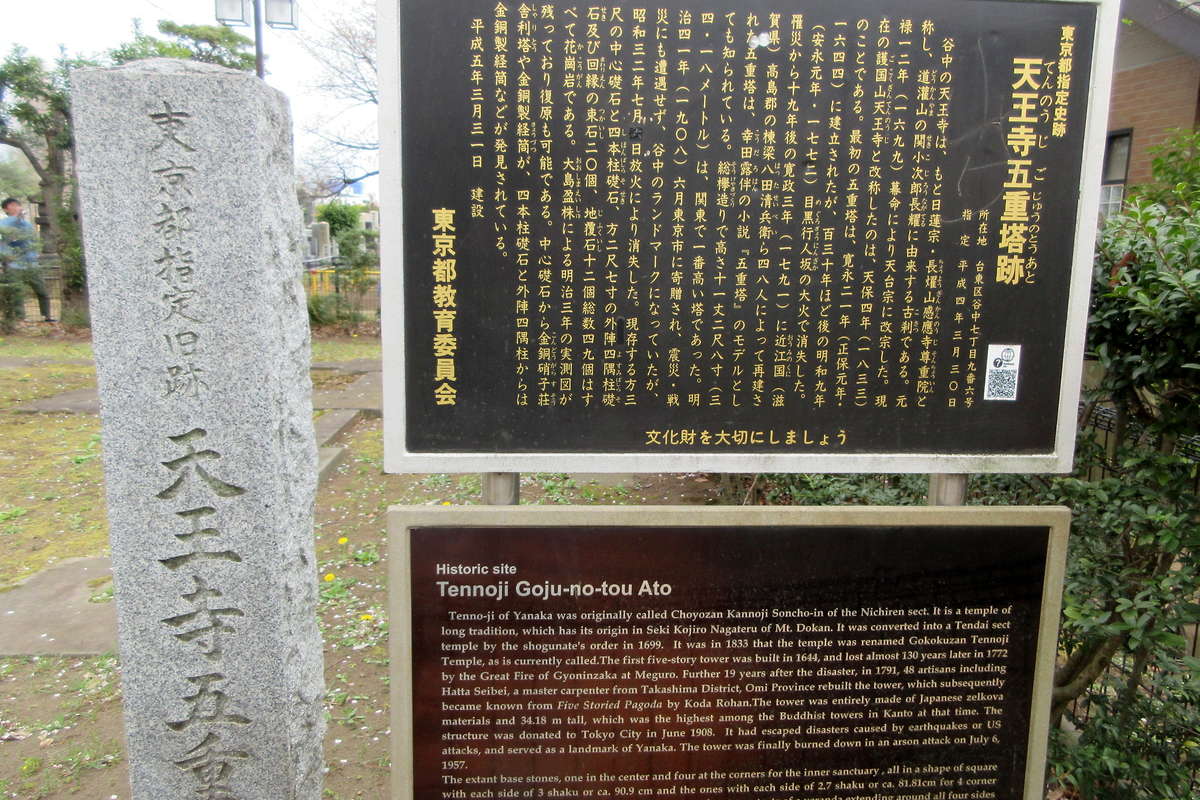 東京都指定旧跡 天王寺五重
東京都指定史跡
天王寺五重塔跡
てんのうじごじゅうのとうあと
所在地 台東区谷中七丁目九番六号
指定 平成四年三月三〇日
谷中の天王寺は、もと日蓮宗・長燿山感應寺尊重院と
称し、道灌山の関小次郎長耀に由来する古刹である。元
禄一二年（一六九九）幕命により天台宗に改宗した。現
在の護国山天王寺と改称したのは、天保四年（一八三三）
のことである。最初の五重塔は、寛永二一年（正保元年・
一六四四）に建立されたが、百三十年ほど後の明和九年
（安永元年・一七七二）目黒行人坂の大火で消失した。
罹災から十九年後の寛政三年（一七九一）に近江国（滋
賀県）高島郡の棟梁八田清兵衛ら四八人によって再建さ
れた五重塔は、幸田露伴の小説『五重塔』のモデルとし
ても知られている。総欅造りで高さ十一丈二尺八寸（三
四・一八メートル）は、関東で一番高い塔であった。明
治四一年（一九〇八）六月東京市に寄贈され、震災・戦
災にも遭遇せず、谷中のランドマークになっていたが、
昭和三二年七月六日放火により消失した。現存する方三
尺の中心礎石と四本柱礎石、方二尺七寸の外陣四隅柱礎
石及び回縁の束石二〇個、地覆石十二個総数四九個はす
べて花崗岩である。大島盈株による明治三年の実測図が
残っており復原も可能である。中心礎石から金銅硝子荘
舎利塔や金銅製経筒が、四本柱礎石と外陣四隅柱からは
金銅製経筒などが発見されている。
平成五年三月三一日 建設
東京都教育委員会
文化財を大切にしましょう
Historic site
Tennoji Goju-no-tou Ato
Tenno-ji of Yanaka was originally called Choyozan Kannoji Soncho-in of the Nichiren sect. It is a temple of
long tradition, which has its origin in Seki Kojiro Nagateru of Mt. Dokan. It was converted into a Tendai sect
temple by the shogunate's order in 1699. It was in 1833 that the temple was renamed Gokokuzan Tennoji
Temple, as is currently called.The first five-story tower was built in 1644, and lost almost 130 years later in 1772
by the Great Fire of Gyoninzaka at Meguro. Further 19 years after the disaster, in 1791, 48 artisans including
Hatta Seibei, a master carpenter from Takashima District, Omi Province rebuilt the tower, which subsequently
became known from Five Storied Pagoda by Koda Rohan.The tower was entirely made of Japanese zelkova
materials and 34.18 m tall, which was the highest among the Buddhist towers in Kanto at that time. The
structure was donated to Tokyo City in June 1908. It had escaped disasters caused by earthquakes or US
attacks, and served as a landmark of Yanaka. The tower was finally burned down in an arson attack on July 6,
1957.
The extant base stones, one in the center and four at the corners for the inner sanctuary , all in a shape of square
with each side of 3 shaku or ca. 90.9 cm and the ones with each side of 2.7 shaku or ca. 81.81cm for 4 corner
a veranda extending around all four sides